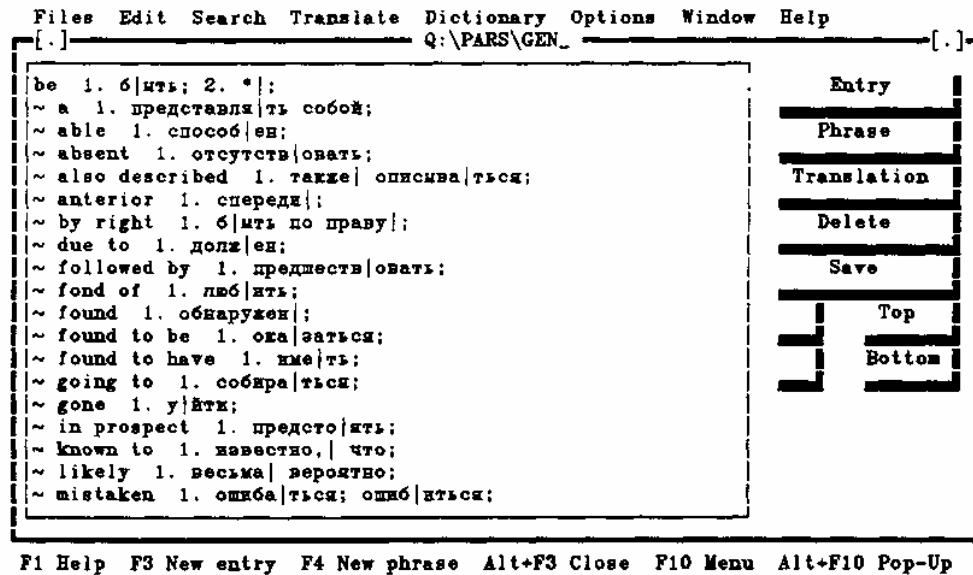 Files Edit Search Translate Dictionary Options Window Help
[.] Q:\PARS\GEN_ [.]
be 1. б|ыть; 2. *|;
~ a 1. представля|ть собой;
~ able 1. способ|ен;
~ absent 1. отсутств|овать;
~ also described 1. также| описыва|ться;
~ anterior 1. спереди|;
~ by right 1. б|ыть по праву|;
~ due to 1. долж|ен;
~ followed by 1. предшеств|овать;
~ fond of 1. люб|ить;
~ found 1. обнаружен|;
~ found to be 1. ока|заться;
~ found to have 1. име|ть;
~ going to 1. собира|ться;
~ gone 1. у|йти;
~ in prospect 1. предсто|ять;
~ known to 1. известно,| что;
~ likely 1. весьма| вероятно;
~ mistaken 1. ошиба|ться; ошиб|иться;
Entry
Phrase
Translation
Delete
Save
Top
Bottom
F1 Help F3 New entry F4 New phrase Alt+F3 Close F10 Menu Alt+F10 Pop-Up